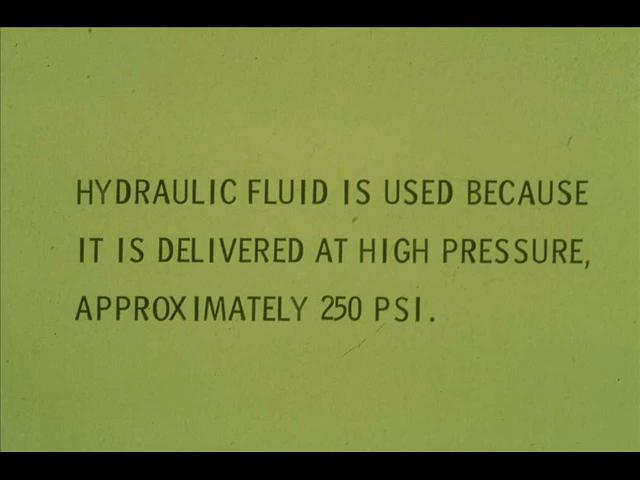 HYDRAULIC FLUID IS USED BECAUSE
IT IS DELIVERED AT HIGH PRESSURE,
APPROXIMATELY 250 PSI.